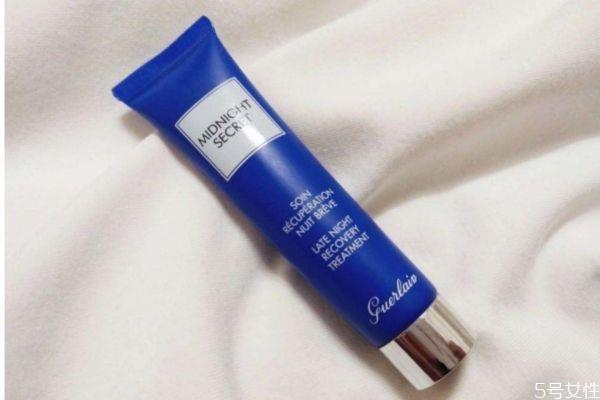 MIDNIGHT
SECRET
SOIN
RÉCUPÉRATION
NUIT BRÈVE
LATE NIGHT
RECOVERY
TREATMENT
Guerlain
5号女性